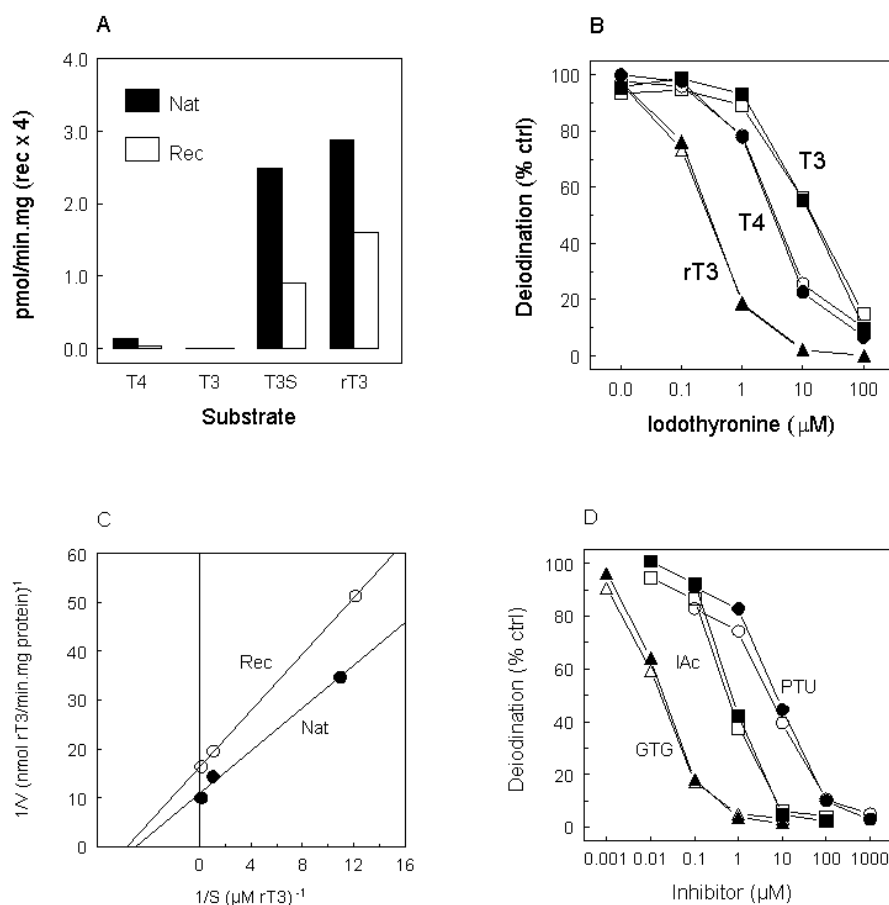 A
pmol/min.mg (rec x 4)
4.0
3.0
2.0
1.0
0.0
Nat
Rec
T4 T3 T3S rT3
Substrate
B
Deiodination (% ctrl)
100
80
60
40
20
0
T3
T4
rT3
0.0 0.1 1 10 100
Iodothyronine (µM)
C
1/V (nmol rT3/min.mg protein)-1
60
50
40
30
20
10
0
Rec
Nat
0 4 8 12 16
1/S (µM rT3) -1
D
Deiodination (% ctrl)
100
80
60
40
20
0
IAc
PTU
GTG
0.001 0.01 0.1 1 10 100 1000
Inhibitor (µM)